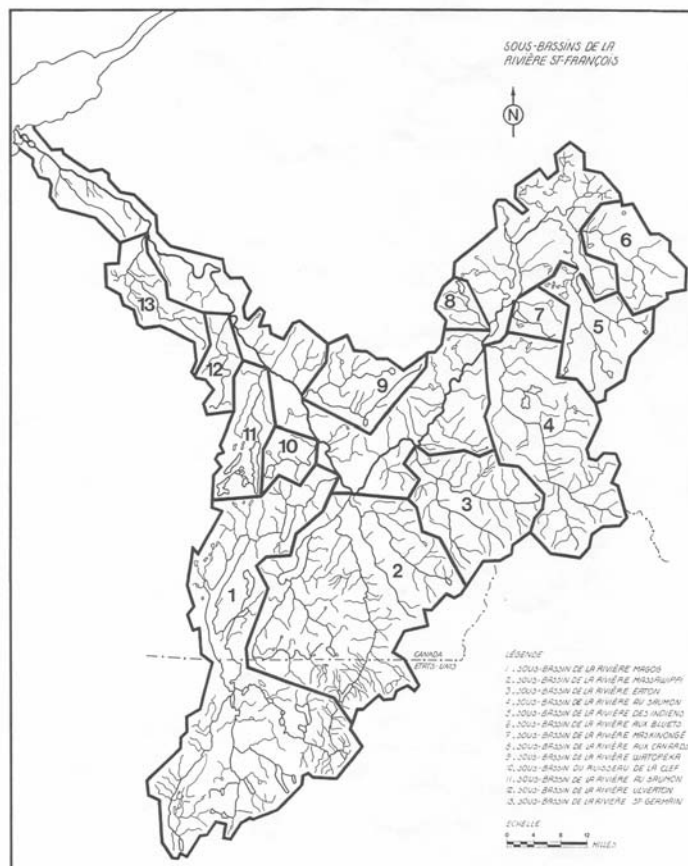 SOUS-BASSINS DE LA
RIVIÈRE ST-FRANÇOIS
N
6
8
7
5
13
9
12
4
11
10
3
2
1
CANADA
ÉTATS-UNIS
LÉGENDE
1. SOUS-BASSIN DE LA RIVIÈRE MAGOG
2. SOUS-BASSIN DE LA RIVIÈRE MASSAWIPPI
3. SOUS-BASSIN DE LA RIVIÈRE EATON
4. SOUS-BASSIN DE LA RIVIÈRE AU SAUMON
5. SOUS-BASSIN DE LA RIVIÈRE DES INDIENS
6. SOUS-BASSIN DE LA RIVIÈRE AUX BLUETS
7. SOUS-BASSIN DE LA RIVIÈRE MASKINONGÉ
8. SOUS-BASSIN DE LA RIVIÈRE AUX CANARDS
9. SOUS-BASSIN DE LA RIVIÈRE WATOPEKA
10. SOUS-BASSIN DU RUISSEAU DE LA CLEF
11. SOUS-BASSIN DE LA RIVIÈRE AU SAUMON
12. SOUS-BASSIN DE LA RIVIÈRE ULVERTON
13. SOUS-BASSIN DE LA RIVIÈRE ST-GERMAIN
ECHELLE
0 4 8 12
MILLES